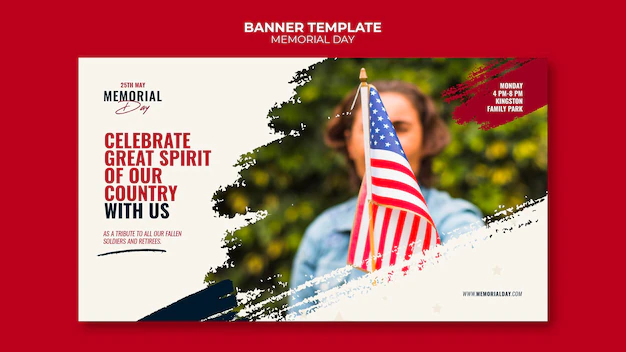 BANNER TEMPLATE
MEMORIAL DAY
25TH MAY
MEMORIAL
Day
CELEBRATE
GREAT SPIRIT
OF OUR
COUNTRY
WITH US
AS A TRIBUTE TO ALL OUR FALLEN
SOLDIERS AND RETIREES.
MONDAY
4 PM-8 PM
KINGSTON
FAMILY PARK
WWW.MEMORIALDAY.COM